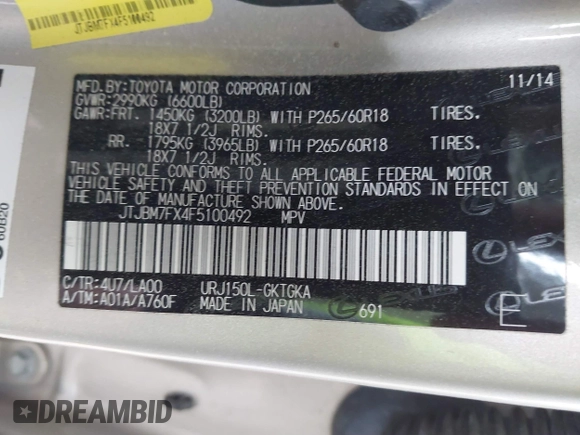 JTJBM7FX4F5100492
MFD.BY:TOYOTA MOTOR CORPORATION 11/14
GVWR:2990KG (6600LB)
GAWR:FRT. 1450KG (3200LB) WITH P265/60R18 TIRES.
18X7 1/2J RIMS.
RR. 1795KG (3965LB) WITH P265/60R18 TIRES.
18X7 1/2J RIMS.
THIS VEHICLE CONFORMS TO ALL APPLICABLE FEDERAL MOTOR
VEHICLE SAFETY AND THEFT PREVENTION STANDARDS IN EFFECT ON
THE DATE OF MANUFACTURE SHOWN ABOVE.
JTJBM7FX4F5100492 MPV
C/TR:4U7/LA00 URJ150L-GKTGKA
A/TM:A01A/A760F MADE IN JAPAN 691 E
60B20
LEXUS
DREAMBID